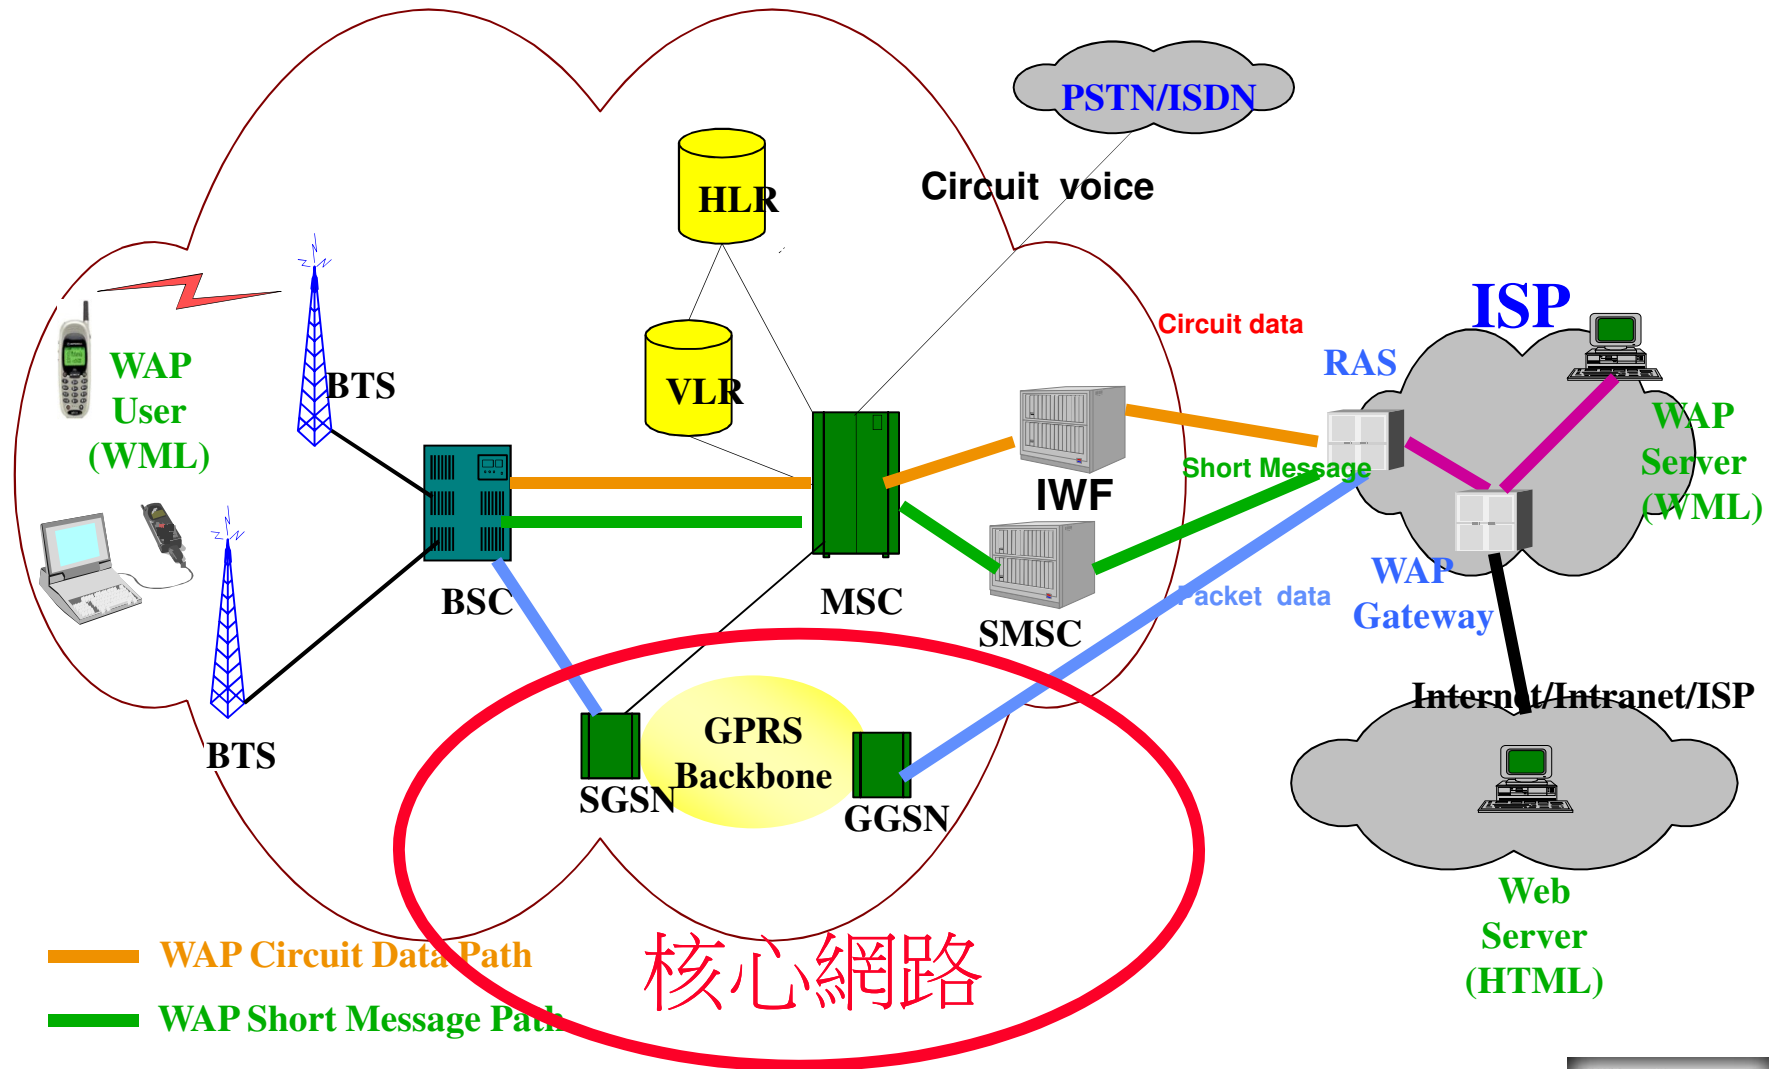 PSTN/ISDN
Circuit voice
HLR
ISP
Circuit data
RAS
WAP
User
(WML)
BTS
VLR
WAP
Server
(WML)
Short Message
IWF
BSC
MSC
SMSC
Packet data
WAP
Gateway
Internet/Intranet/ISP
BTS
GPRS
Backbone
SGSN
GGSN
Web
Server
(HTML)
WAP Circuit Data Path
核心網路
WAP Short Message Path